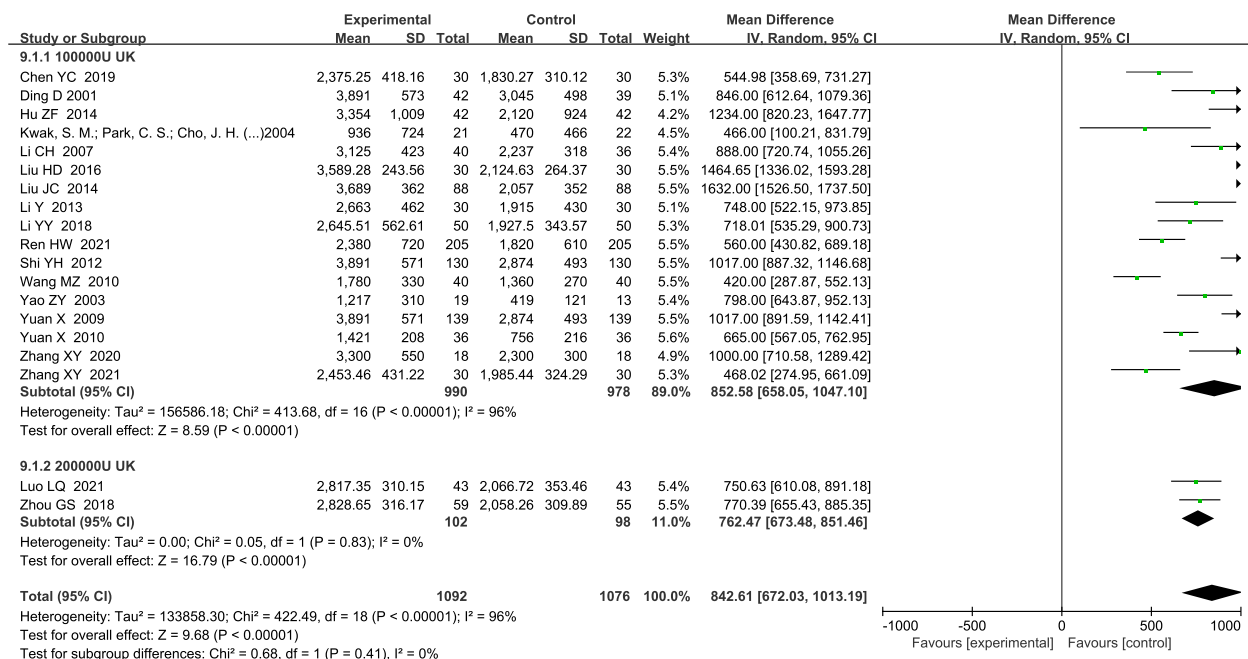 Experimental Control Mean Difference Mean Difference
Study or Subgroup Mean SD Total Mean SD Total Weight IV, Random, 95% CI IV, Random, 95% CI
9.1.1 100000U UK
Chen YC 2019 2,375.25 418.16 30 1,830.27 310.12 30 5.3% 544.98 [358.69, 731.27]
Ding D 2001 3,891 573 42 3,045 498 39 5.1% 846.00 [612.64, 1079.36]
Hu ZF 2014 3,354 1,009 42 2,120 924 42 4.2% 1234.00 [820.23, 1647.77]
Kwak, S. M.; Park, C. S.; Cho, J. H. (...)2004 936 724 21 470 466 22 4.5% 466.00 [100.21, 831.79]
Li CH 2007 3,125 423 40 2,237 318 36 5.4% 888.00 [720.74, 1055.26]
Liu HD 2016 3,589.28 243.56 30 2,124.63 264.37 30 5.5% 1464.65 [1336.02, 1593.28]
Liu JC 2014 3,689 362 88 2,057 352 88 5.5% 1632.00 [1526.50, 1737.50]
Li Y 2013 2,663 462 30 1,915 430 30 5.1% 748.00 [522.15, 973.85]
Li YY 2018 2,645.51 562.61 50 1,927.5 343.57 50 5.3% 718.01 [535.29, 900.73]
Ren HW 2021 2,380 720 205 1,820 610 205 5.5% 560.00 [430.82, 689.18]
Shi YH 2012 3,891 571 130 2,874 493 130 5.5% 1017.00 [887.32, 1146.68]
Wang MZ 2010 1,780 330 40 1,360 270 40 5.5% 420.00 [287.87, 552.13]
Yao ZY 2003 1,217 310 19 419 121 13 5.4% 798.00 [643.87, 952.13]
Yuan X 2009 3,891 571 139 2,874 493 139 5.5% 1017.00 [891.59, 1142.41]
Yuan X 2010 1,421 208 36 756 216 36 5.6% 665.00 [567.05, 762.95]
Zhang XY 2020 3,300 550 18 2,300 300 18 4.9% 1000.00 [710.58, 1289.42]
Zhang XY 2021 2,453.46 431.22 30 1,985.44 324.29 30 5.3% 468.02 [274.95, 661.09]
Subtotal (95% CI) 990 978 89.0% 852.58 [658.05, 1047.10]
Heterogeneity: Tau² = 156586.18; Chi² = 413.68, df = 16 (P < 0.00001); I² = 96%
Test for overall effect: Z = 8.59 (P < 0.00001)
9.1.2 200000U UK
Luo LQ 2021 2,817.35 310.15 43 2,066.72 353.46 43 5.4% 750.63 [610.08, 891.18]
Zhou GS 2018 2,828.65 316.17 59 2,058.26 309.89 55 5.5% 770.39 [655.43, 885.35]
Subtotal (95% CI) 102 98 11.0% 762.47 [673.48, 851.46]
Heterogeneity: Tau² = 0.00; Chi² = 0.05, df = 1 (P = 0.83); I² = 0%
Test for overall effect: Z = 16.79 (P < 0.00001)
Total (95% CI) 1092 1076 100.0% 842.61 [672.03, 1013.19]
Heterogeneity: Tau² = 133858.30; Chi² = 422.49, df = 18 (P < 0.00001); I² = 96%
-1000 -500 0 500 1000
Test for overall effect: Z = 9.68 (P < 0.00001)
Favours [experimental] Favours [control]
Test for subgroup differences: Chi² = 0.68, df = 1 (P = 0.41), I² = 0%